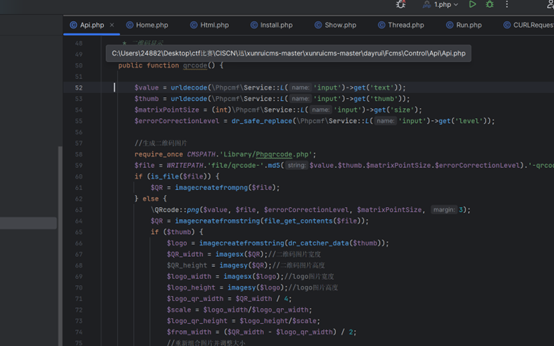 1.php
Api.php
Home.php
Html.php
Install.php
Show.php
Thread.php
Run.php
CURLReques
48
C:\Users\24882\Desktop\ctf比赛\CISCN\迅\xunruicms-master\xunruicms-master\dayrui\Fcms\Control\Api\Api.php
50 public function qrcode() {
51
52 $value = urldecode(\Phpcmf\Service::L( name: 'input')->get('text'));
53 $thumb = urldecode(\Phpcmf\Service::L( name: 'input')->get('thumb'));
54 $matrixPointSize = (int)\Phpcmf\Service::L( name: 'input')->get('size');
55 $errorCorrectionLevel = dr_safe_replace(\Phpcmf\Service::L( name: 'input')->get('level'));
56
57 //生成二维码图片
58 require_once CMSPATH.'Library/Phpqrcode.php';
59 $file = WRITEPATH.'file/qrcode-'.md5( string: $value.$thumb.$matrixPointSize.$errorCorrectionLevel).'-qrco
60 if (is_file($file)) {
61 $QR = imagecreatefrompng($file);
62 } else {
63 \QRcode::png($value, $file, $errorCorrectionLevel, $matrixPointSize, margin: 3);
64 $QR = imagecreatefromstring(file_get_contents($file));
65 if ($thumb) {
66 $logo = imagecreatefromstring(dr_catcher_data($thumb));
67 $QR_width = imagesx($QR);//二维码图片宽度
68 $QR_height = imagesy($QR);//二维码图片高度
69 $logo_width = imagesx($logo);//logo图片宽度
70 $logo_height = imagesy($logo);//logo图片高度
71 $logo_qr_width = $QR_width / 4;
72 $scale = $logo_width/$logo_qr_width;
73 $logo_qr_height = $logo_height/$scale;
74 $from_width = ($QR_width - $logo_qr_width) / 2;
75 //重新组合图片并调整大小